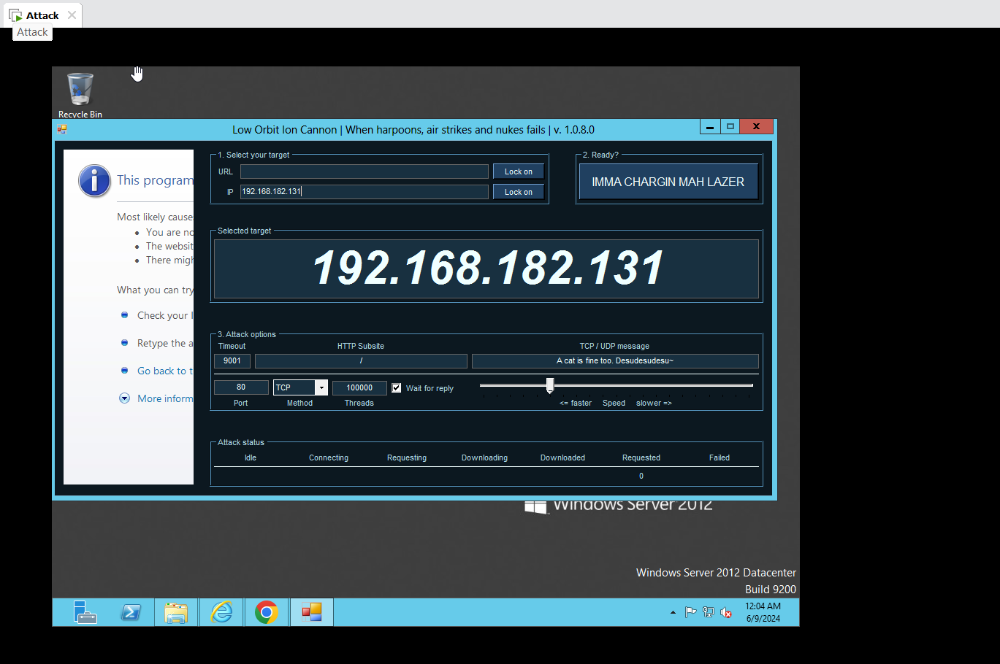 Attack
Attack
Recycle Bin
Low Orbit Ion Cannon | When harpoons, air strikes and nukes fails | v. 1.0.8.0
This program
Most likely cause
You are no
The websit
There migh
What you can try
Check your I
Retype the a
Go back to t
More inform
1. Select your target
URL
Lock on
IP
192.168.182.131
Lock on
2. Ready?
IMMA CHARGIN MAH LAZER
Selected target
192.168.182.131
3. Attack options
Timeout
HTTP Subsite
TCP / UDP message
9001
/
A cat is fine too. Desudesudesu~
80
TCP
100000
Wait for reply
Port
Method
Threads
<= faster
Speed
slower =>
Attack status
Idle
Connecting
Requesting
Downloading
Downloaded
Requested
Failed
0
Windows Server 2012
Windows Server 2012 Datacenter
Build 9200
12:04 AM
6/9/2024